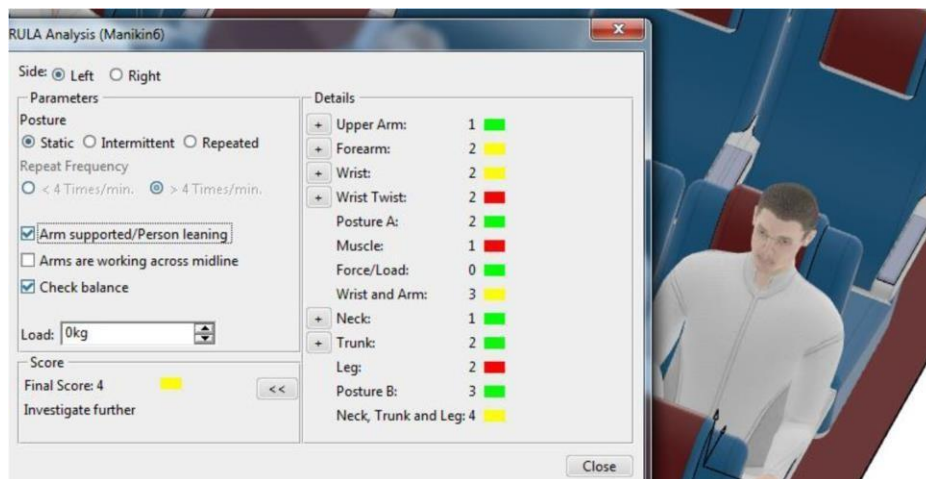 RULA Analysis (Manikin6)
Side: Left Right
Parameters
Posture
Static Intermittent Repeated
Repeat Frequency
< 4 Times/min. > 4 Times/min.
Arm supported/Person leaning
Arms are working across midline
Check balance
Load: 0kg
Score
Final Score: 4
<<
Investigate further
Details
+ Upper Arm: 1
+ Forearm: 2
+ Wrist: 2
+ Wrist Twist: 2
Posture A: 2
Muscle: 1
Force/Load: 0
Wrist and Arm: 3
+ Neck: 1
+ Trunk: 2
Leg: 2
Posture B: 3
Neck, Trunk and Leg: 4
Close